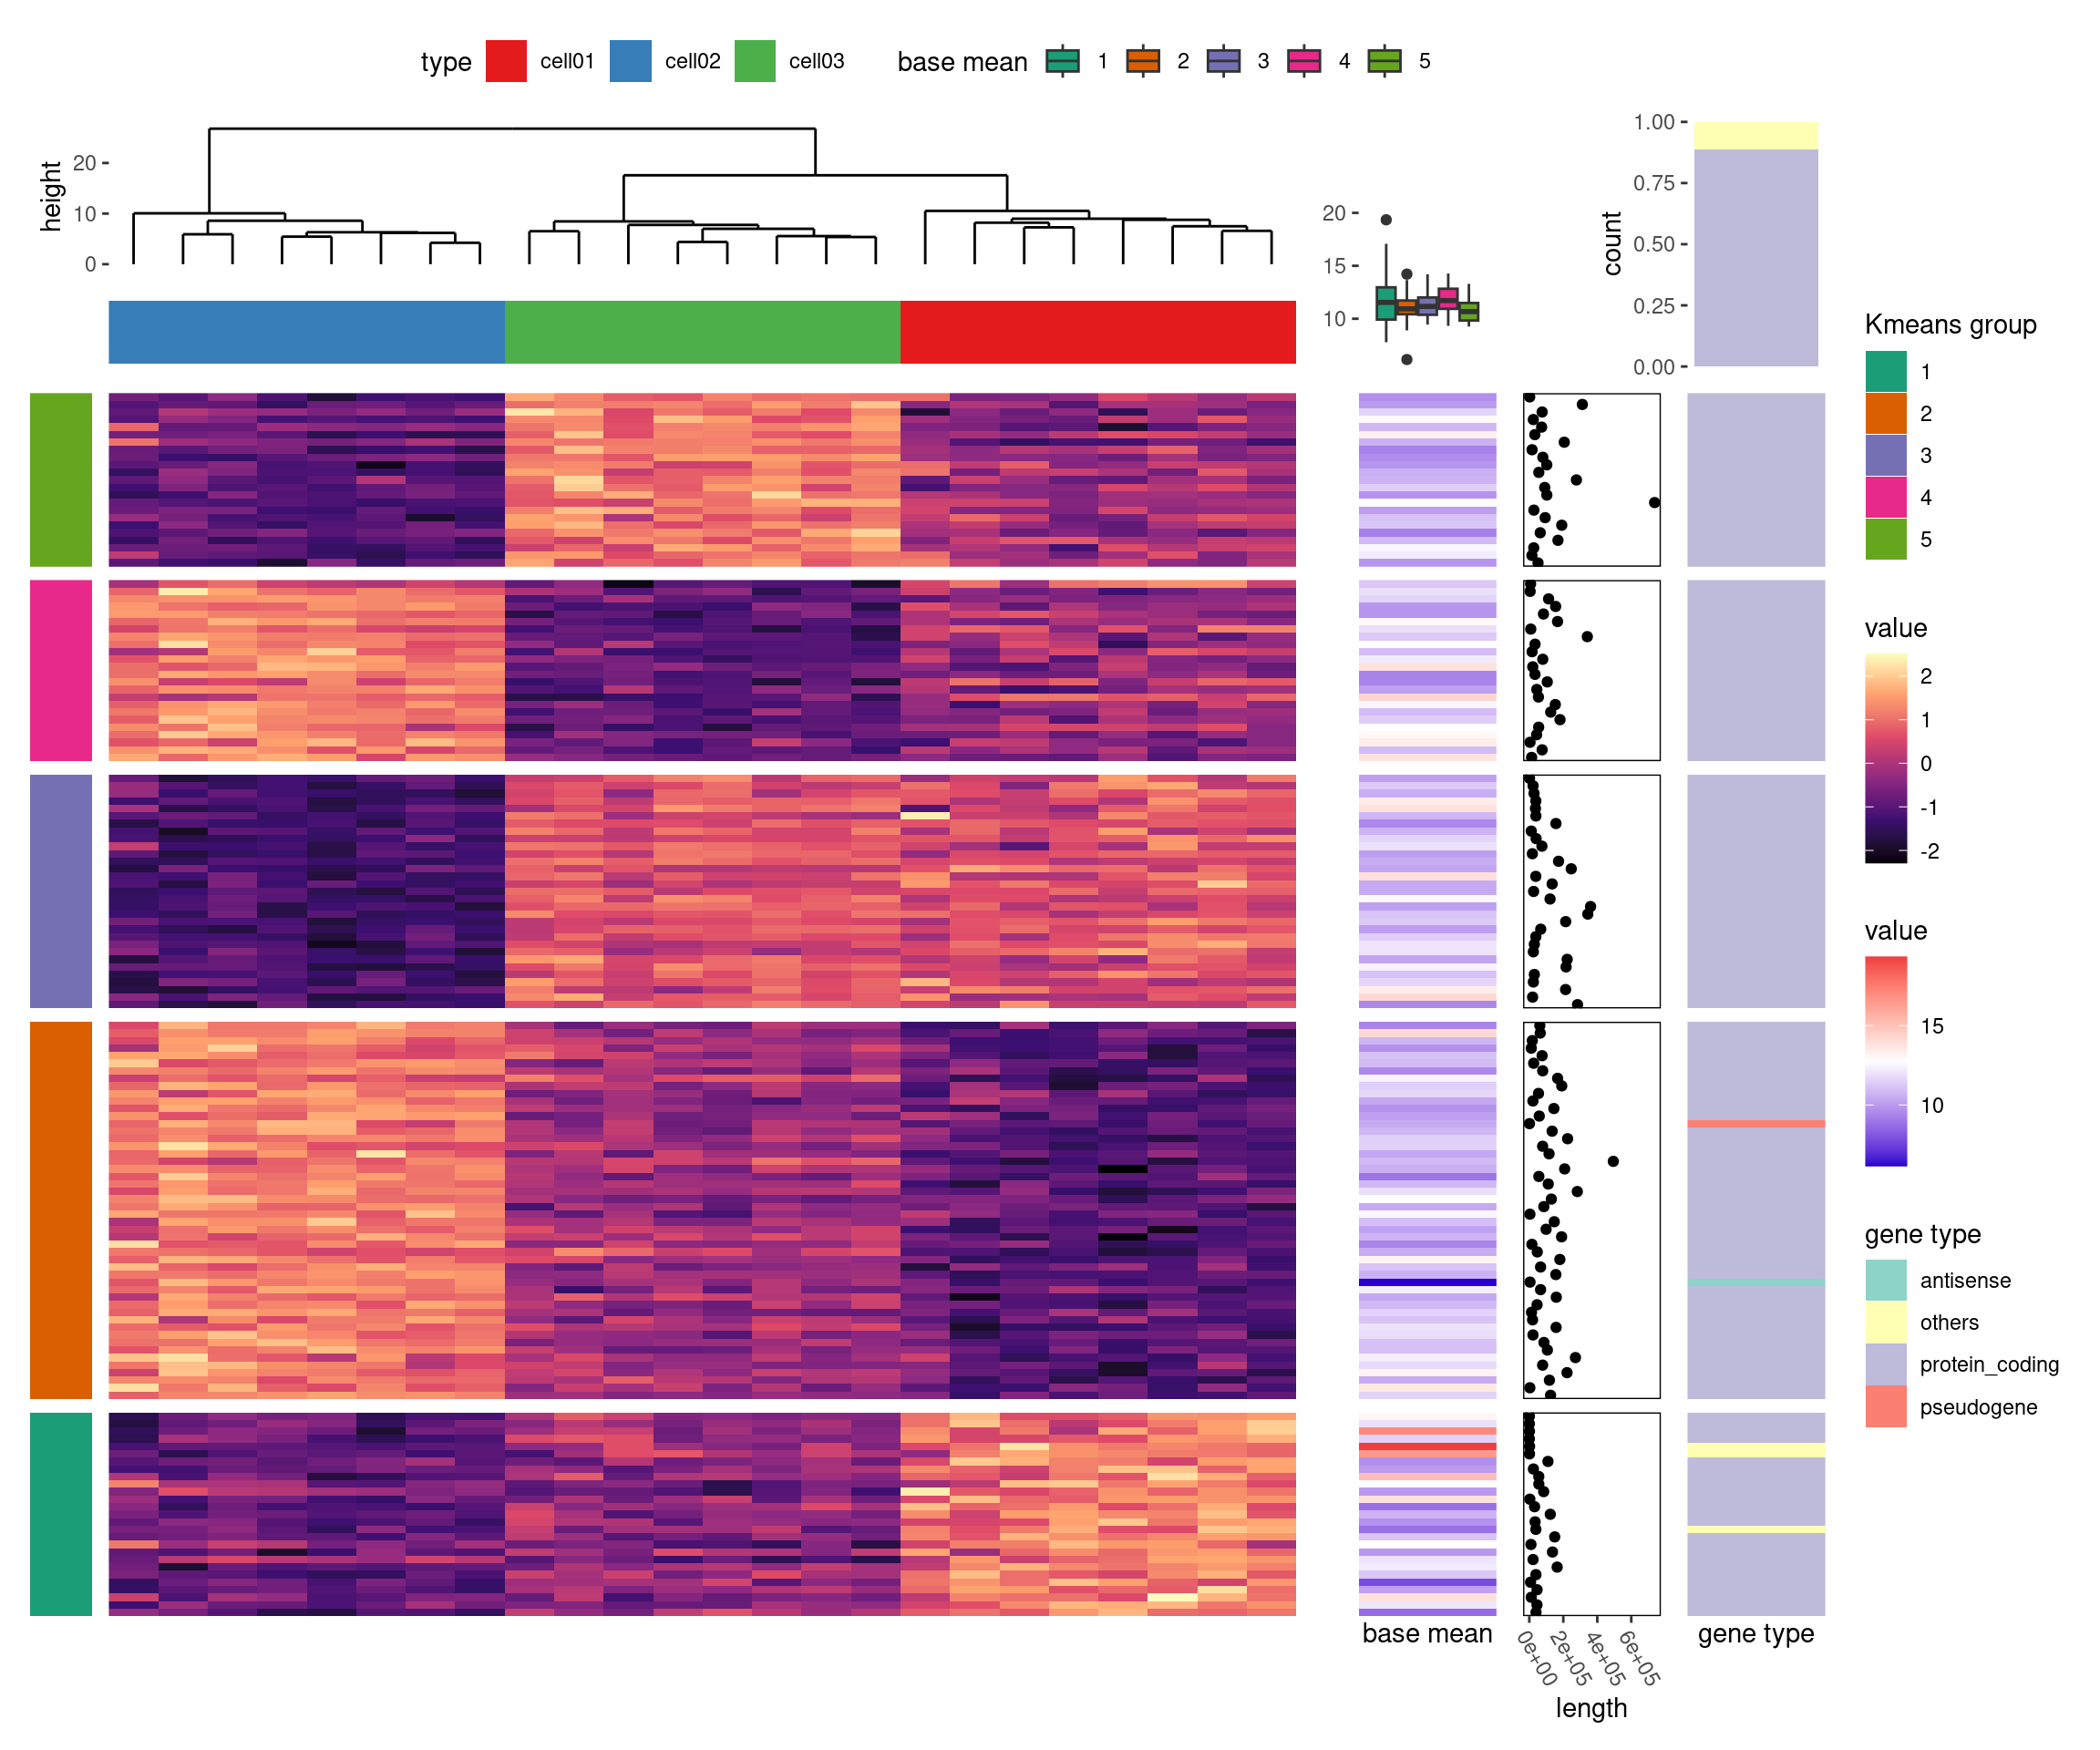 type cell01 cell02 cell03 base mean 1 2 3 4 5
height
20
10
0
20
15
10
count
1.00
0.75
0.50
0.25
0.00
Kmeans group
1
2
3
4
5
value
2
1
0
-1
-2
value
15
10
gene type
antisense
others
protein_coding
pseudogene
base mean
0e+00 2e+05 4e+05 6e+05
length
gene type